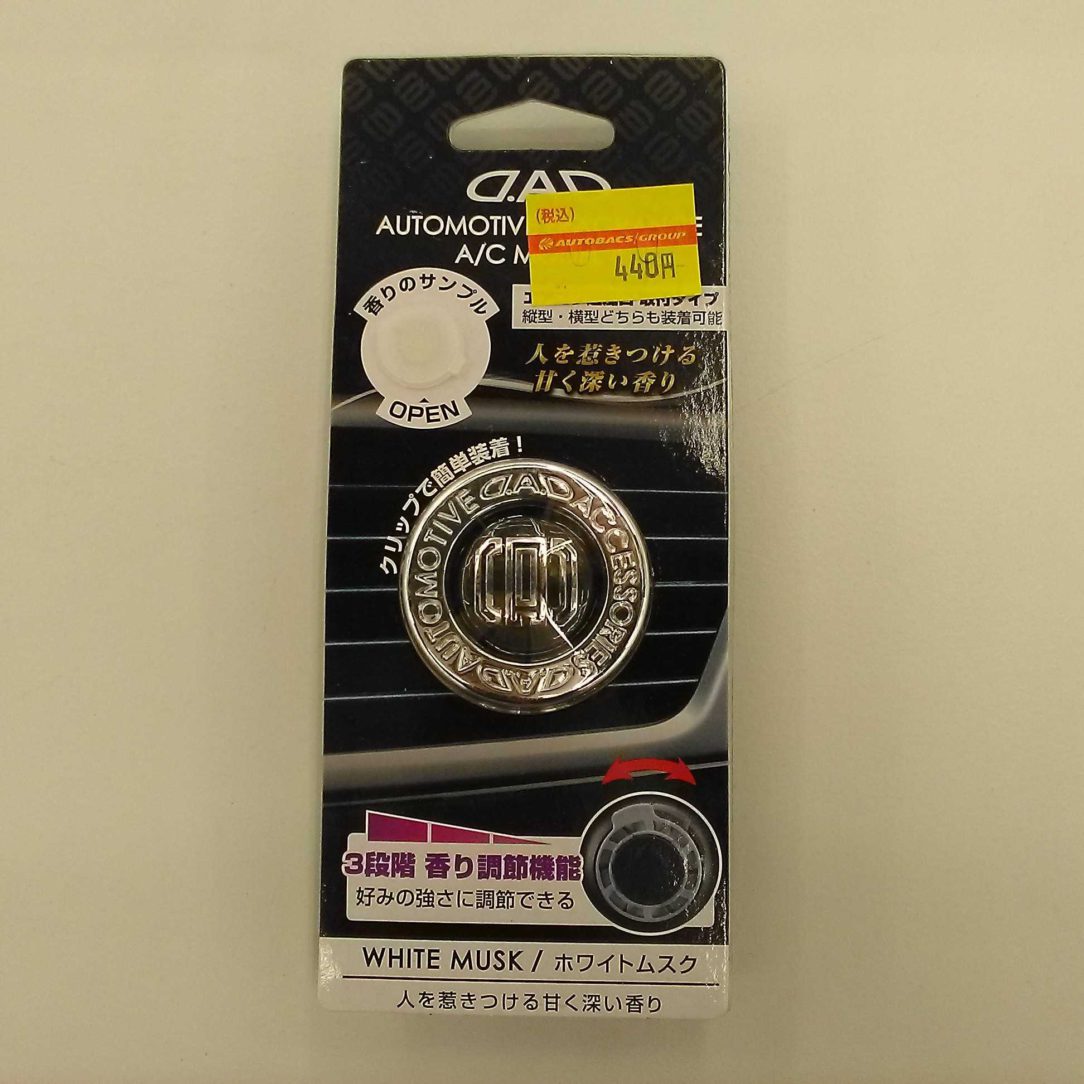 D.A.D
AUTOMOTIVE
A/C
(税込)
AUTOBACS/GROUP
440円
香りのサンプル
OPEN
取付タイプ
縦型・横型どちらも装着可能
人を惹きつける
甘く深い香り
クリップで簡単装着!
AUTOMOTIVE D.A.D ACCESSORIES D.A.D
3段階 香り調節機能
好みの強さに調節できる
WHITE MUSK / ホワイトムスク
人を惹きつける甘く深い香り